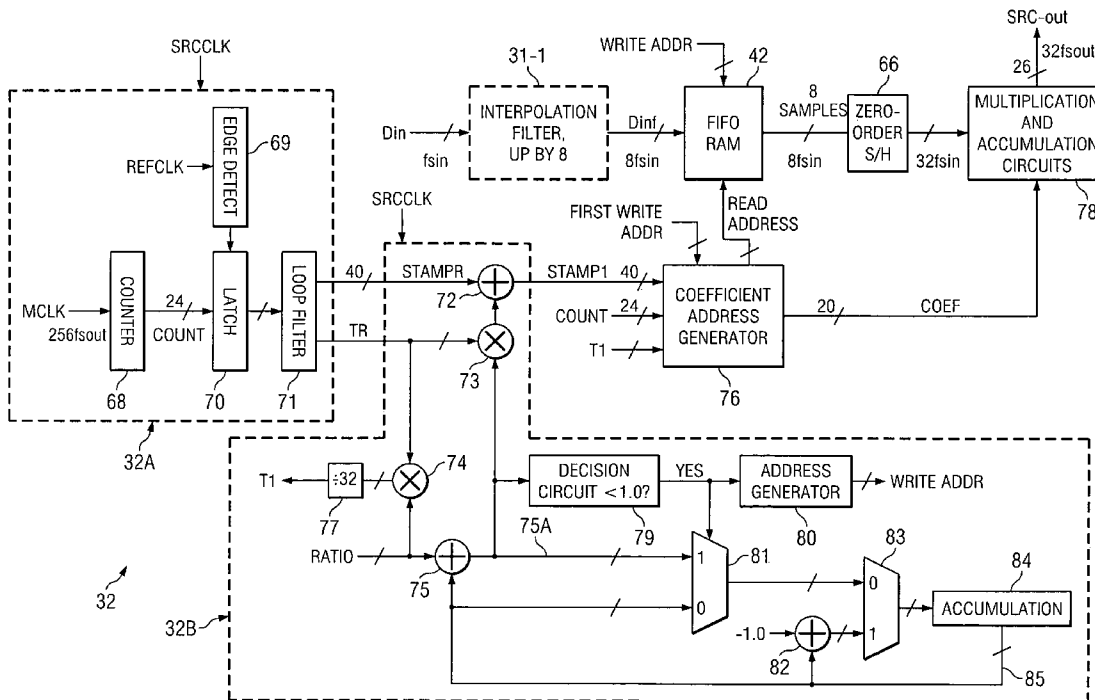 SRC-out
SRCCLK
WRITE ADDR
32fsout
31-1
42
26
66
8
SAMPLES
EDGE DETECT
69
REFCLK
Din
fsin
INTERPOLATION
FILTER,
UP BY 8
Dinf
8fsin
FIFO
RAM
8fsin
ZERO-
ORDER
S/H
32fsin
MULTIPLICATION
AND
ACCUMULATION
CIRCUITS
78
SRCCLK
FIRST WRITE
ADDR
READ
ADDRESS
MCLK
256fsout
COUNTER
68
24
COUNT
LATCH
70
LOOP FILTER
71
40
STAMPR
72
STAMP1
40
TR
73
COUNT
24
T1
COEFFICIENT
ADDRESS
GENERATOR
76
20
COEF
32A
T1
÷32
77
74
DECISION
CIRCUIT <1.0?
79
YES
ADDRESS
GENERATOR
80
WRITE ADDR
RATIO
75
75A
1
0
81
83
0
1
84
ACCUMULATION
-1.0
82
85
32
32B